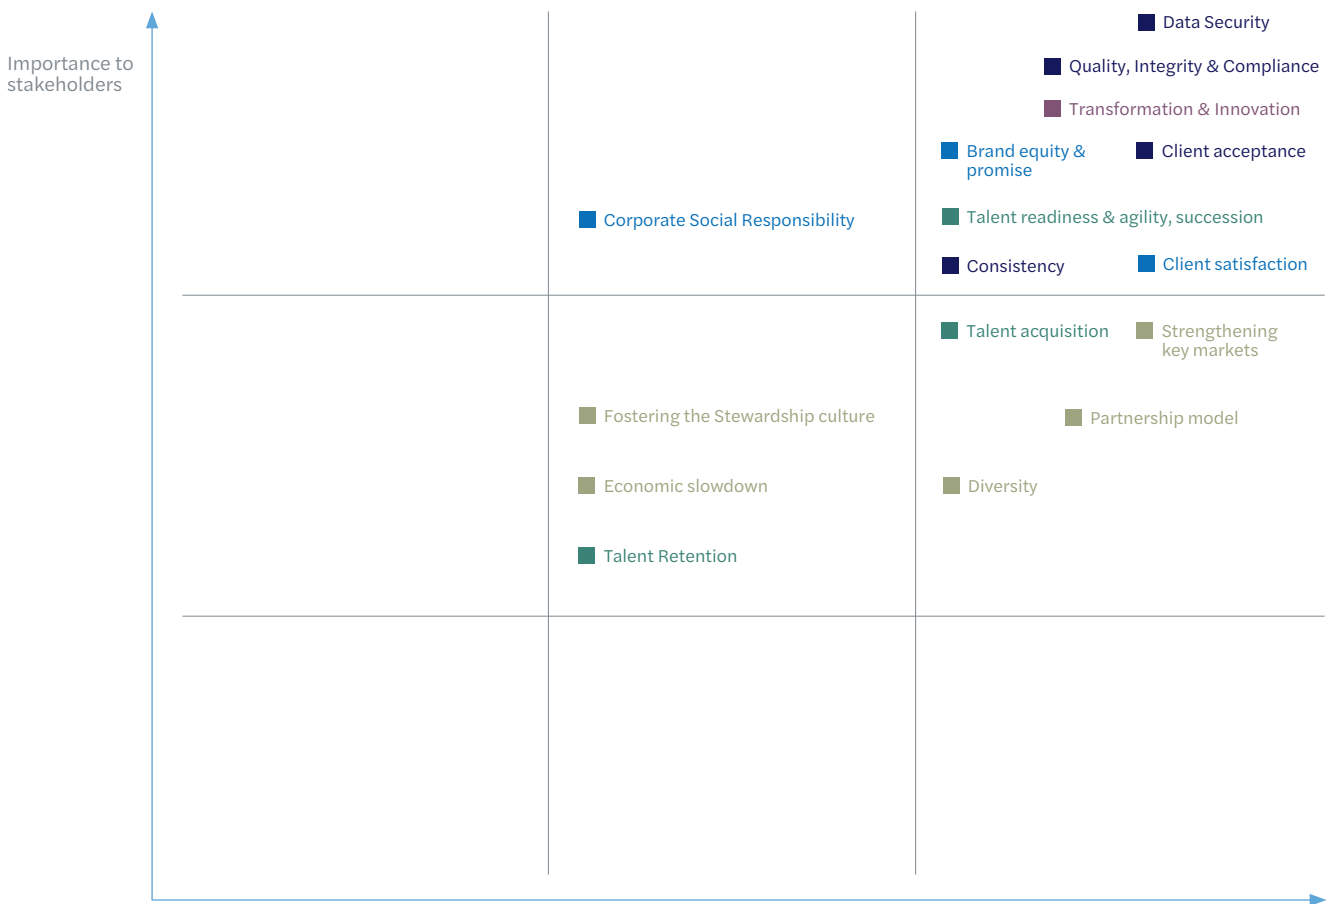 Importance to
stakeholders
Data Security
Quality, Integrity & Compliance
Transformation & Innovation
Brand equity &
promise
Client acceptance
Corporate Social Responsibility
Talent readiness & agility, succession
Consistency
Client satisfaction
Talent acquisition
Strengthening
key markets
Fostering the Stewardship culture
Partnership model
Economic slowdown
Diversity
Talent Retention